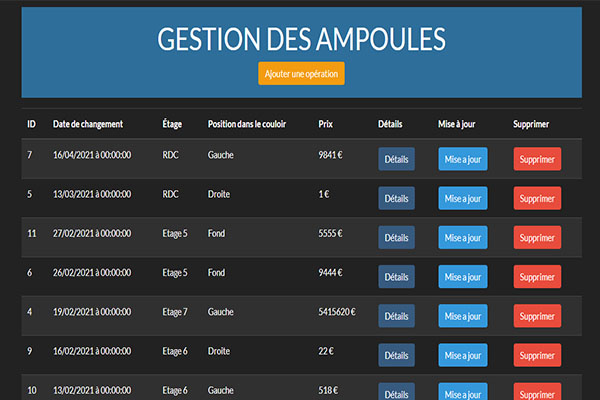 GESTION DES AMPOULES
Ajouter une opération
ID Date de changement Étage Position dans le couloir Prix Détails Mise à jour Supprimer
7 16/04/2021 à 00:00:00 RDC Gauche 9841 € Détails Mise a jour Supprimer
5 13/03/2021 à 00:00:00 RDC Droite 1 € Détails Mise a jour Supprimer
11 27/02/2021 à 00:00:00 Etage 5 Fond 5555 € Détails Mise a jour Supprimer
6 26/02/2021 à 00:00:00 Etage 5 Fond 9444 € Détails Mise a jour Supprimer
4 19/02/2021 à 00:00:00 Etage 7 Gauche 5415620 € Détails Mise a jour Supprimer
9 16/02/2021 à 00:00:00 Etage 6 Droite 22 € Détails Mise a jour Supprimer
10 13/02/2021 à 00:00:00 Etage 6 Gauche 518 € Détails Mise a jour Supprimer